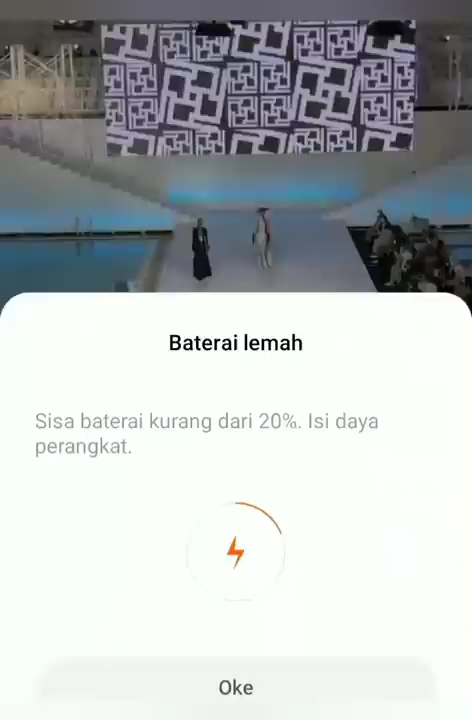 Baterai lemah
Sisa baterai kurang dari 20%. Isi daya
perangkat.
Oke